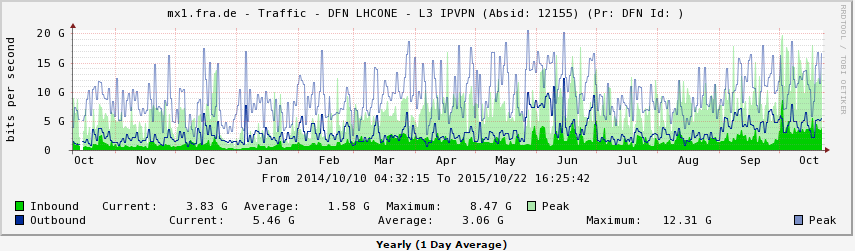 mx1.fra.de - Traffic - DFN LHCONE - L3 IPVPN (Absid: 12155) (Pr: DFN Id: )
RRDTOOL / TOBI OETIKER
bits per second
20 G
15 G
10 G
5 G
0
Oct Nov Dec Jan Feb Mar Apr May Jun Jul Aug Sep Oct
From 2014/10/10 04:32:15 To 2015/10/22 16:25:42
Inbound Current: 3.83 G Average: 1.58 G Maximum: 8.47 G Peak
Outbound Current: 5.46 G Average: 3.06 G Maximum: 12.31 G Peak
Yearly (1 Day Average)